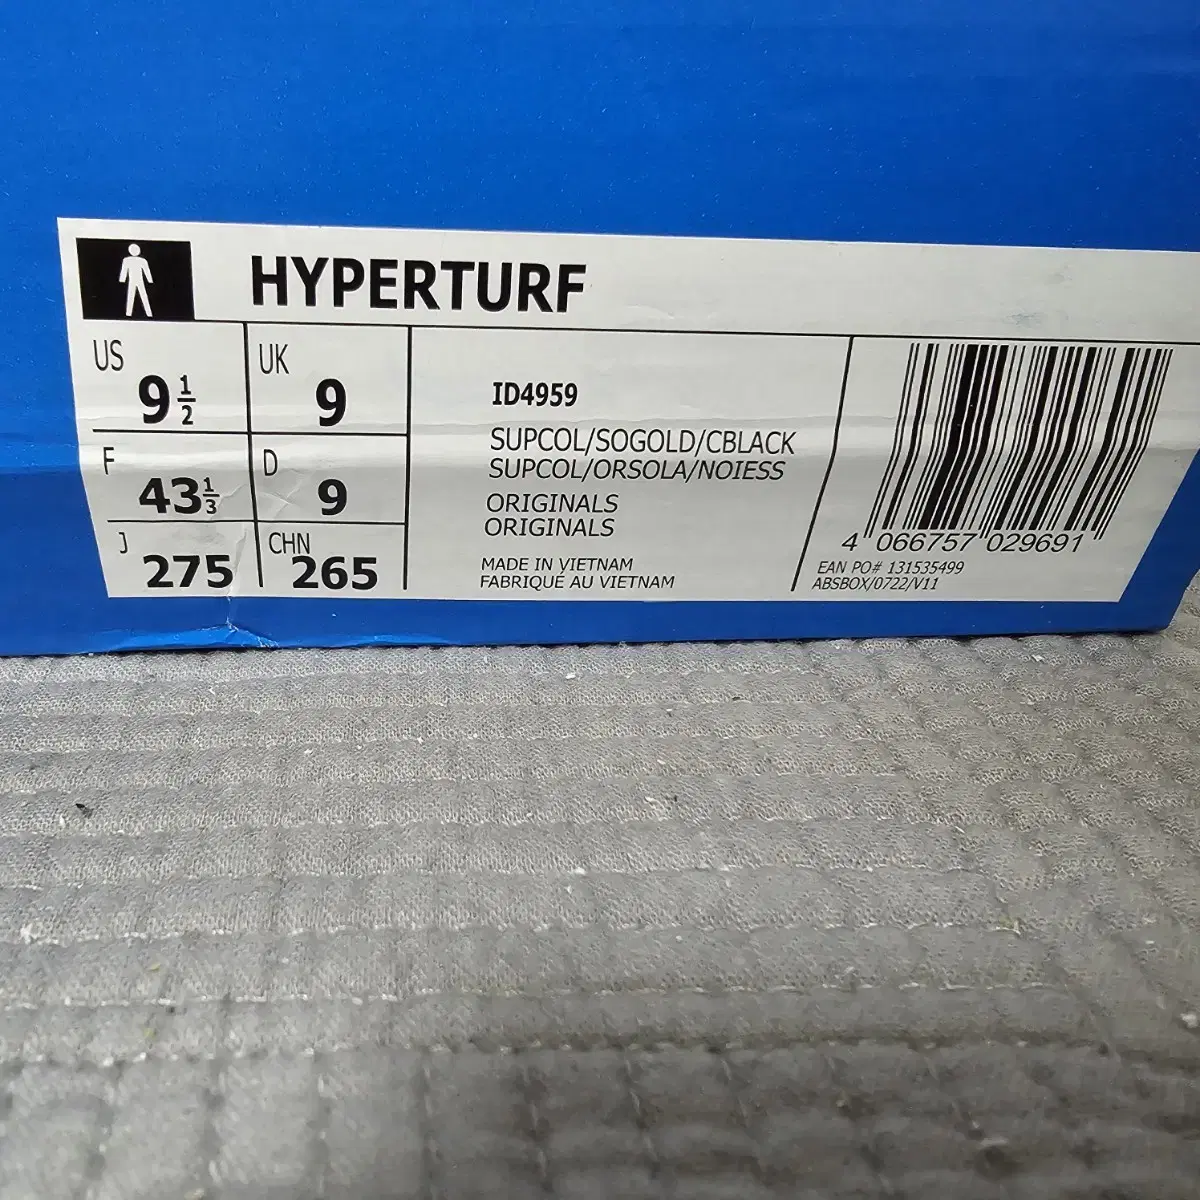 HYPERTURF
US
9 1/2
UK
9
F
43 1/3
D
9
J
275
CHN
265
ID4959
SUPCOL/SOGOLD/CBLACK
SUPCOL/ORSOLA/NOIESS
ORIGINALS
ORIGINALS
MADE IN VIETNAM
FABRIQUÉ AU VIETNAM
4 066757 029691
EAN PO# 131535499
ABSBOX/0722/V11